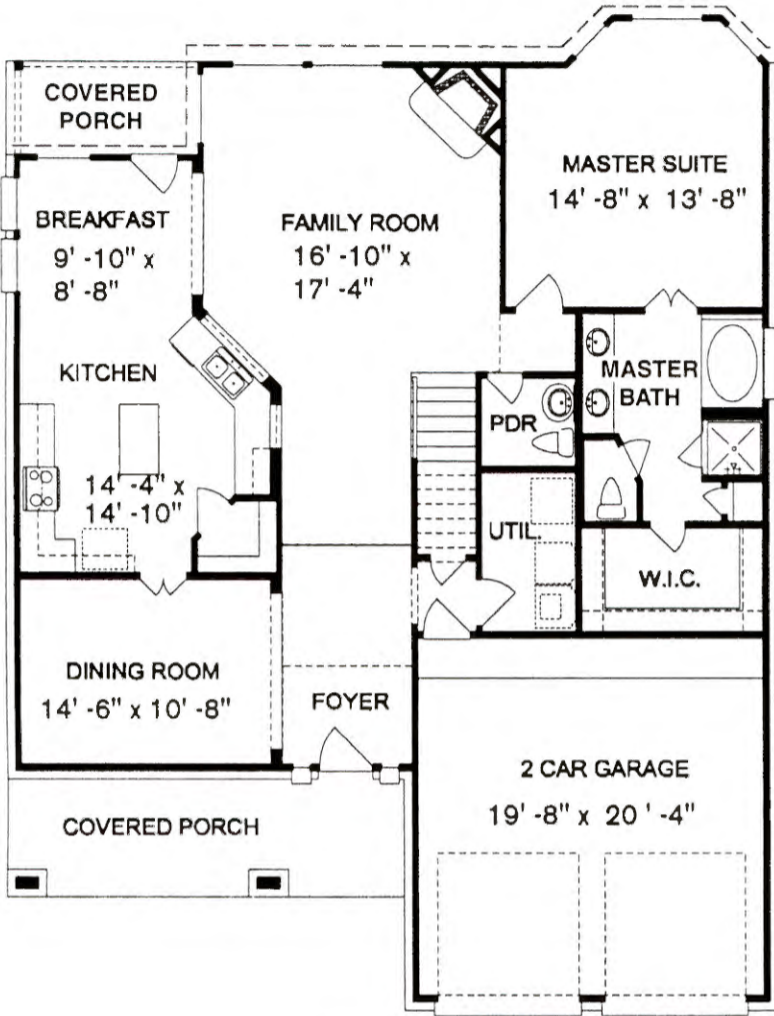 COVERED
PORCH
MASTER SUITE
14' -8" x 13' -8"
BREAKFAST
9' -10" x
8' -8"
FAMILY ROOM
16' -10" x
17' -4"
KITCHEN
14' -4" x
14' -10"
MASTER
BATH
PDR
UTIL.
W.I.C.
DINING ROOM
14' -6" x 10' -8"
FOYER
2 CAR GARAGE
19' -8" x 20 ' -4"
COVERED PORCH